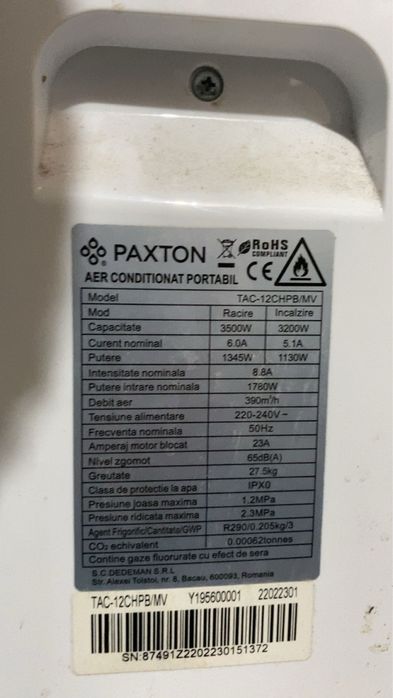 PAXTON
RoHS
COMPLIANT
CE
AER CONDITIONAT PORTABIL
Model TAC-12CHPB/MV
Mod Racire Incalzire
Capacitate 3500W 3200W
Curent nominal 6.0A 5.1A
Putere 1345W 1130W
Intensitate nominala 8.8A
Putere intrare nominala 1760W
Debit aer 390m³/h
Tensiune alimentare 220-240V~
Frecventa nominala 50Hz
Amperaj motor blocat 23A
Nivel zgomot 65dB(A)
Greutate 27.5kg
Clasa de protectie la apa IPX0
Presiune joasa maxima 1.2MPa
Presiune ridicata maxima 2.3MPa
Agent Frigorific/Cantitate/GWP R290/0.205kg/3
CO₂ echivalent 0.00062tonnes
Contine gaze fluorurate cu efect de sera
S.C.DEDEMAN S.R.L
Str. Alexei Tolstoi, nr. 8, Bacau, 600093, Romania
TAC-12CHPB/MV Y195600001 22022301
SN:87491Z2202230151372